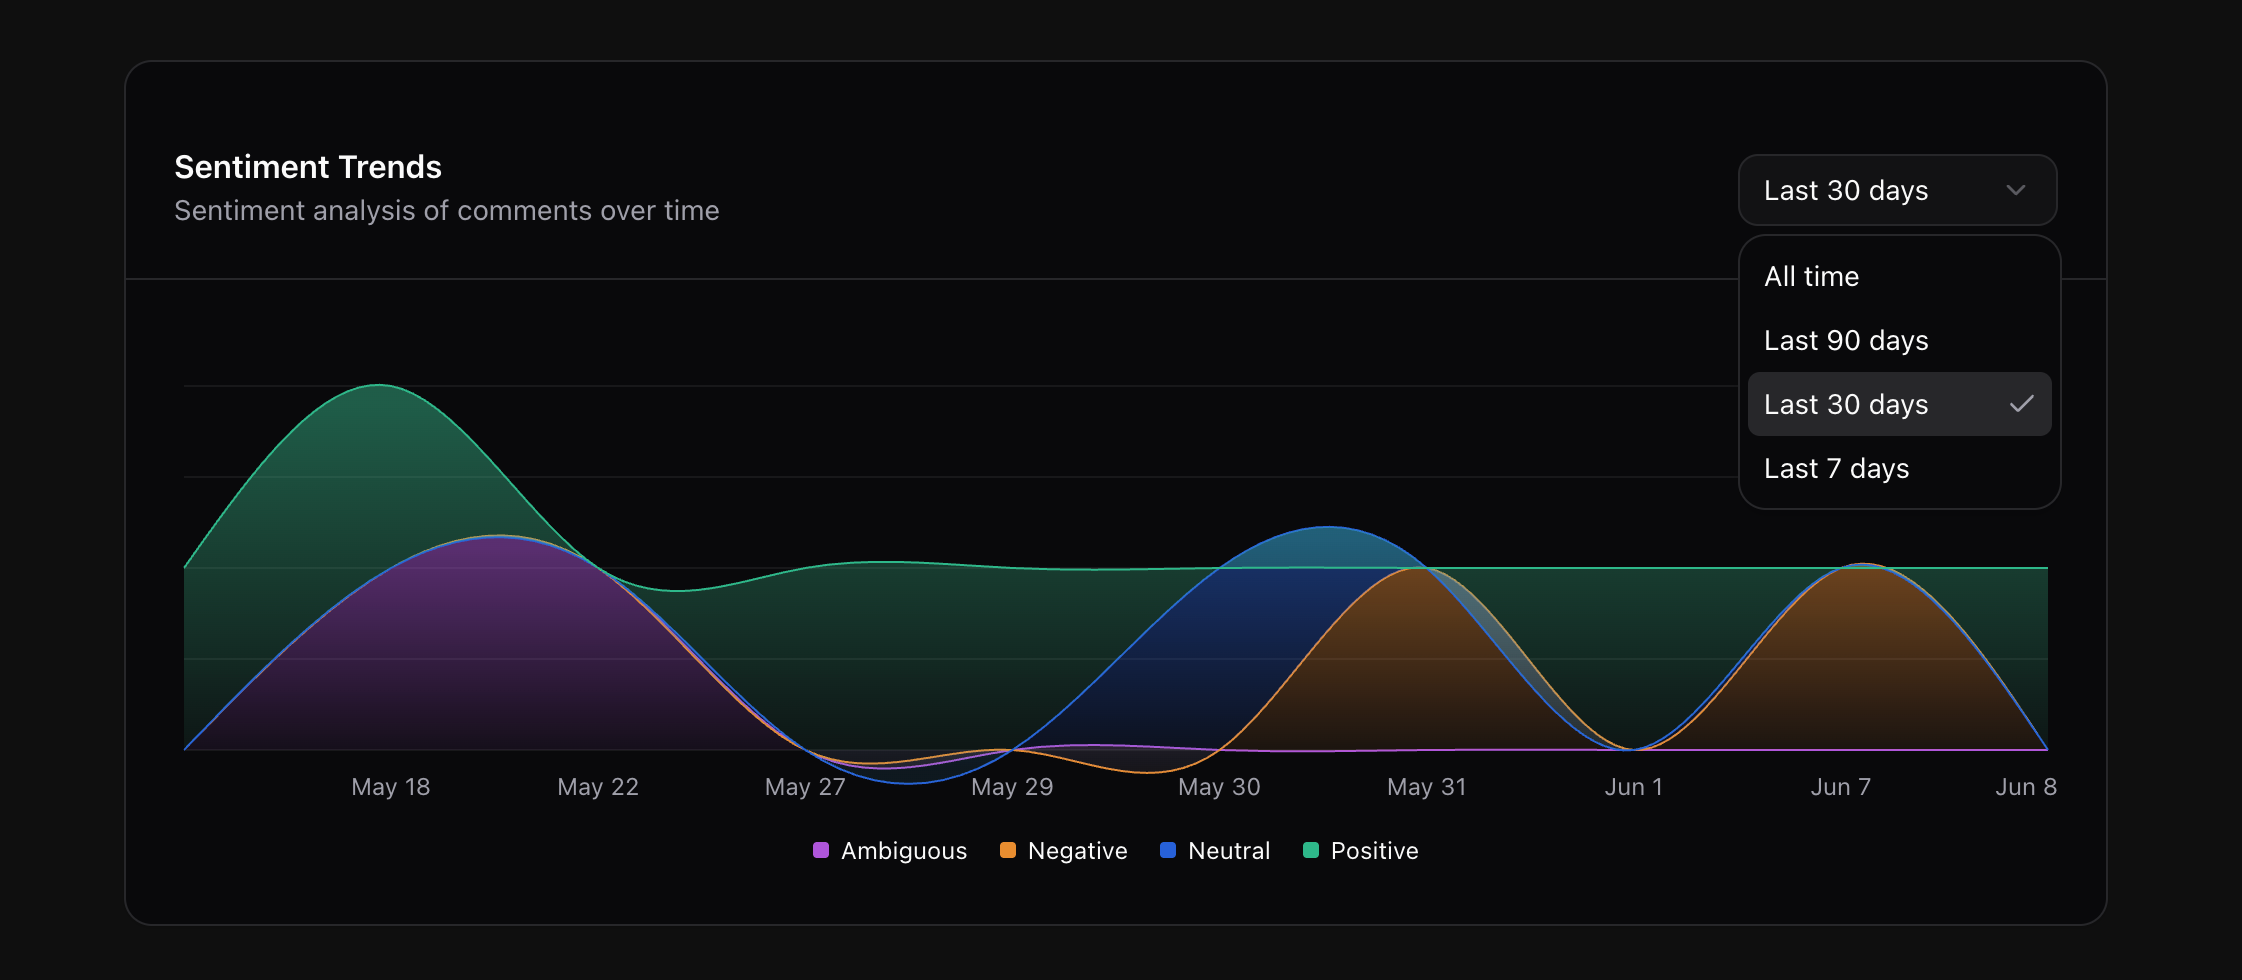 Sentiment Trends
Sentiment analysis of comments over time
Last 30 days
All time
Last 90 days
Last 30 days
Last 7 days
May 18 May 22 May 27 May 29 May 30 May 31 Jun 1 Jun 7 Jun 8
Ambiguous Negative Neutral Positive